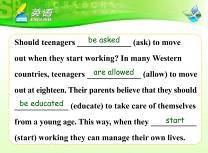 英语
Should teenagers be asked (ask) to move
out when they start working? In many Western
countries, teenagers are allowed (allow) to move
out at eighteen. Their parents believe that they should
be educated (educate) to take care of themselves
from a young age. This way, when they start
(start) working they can manage their own lives.